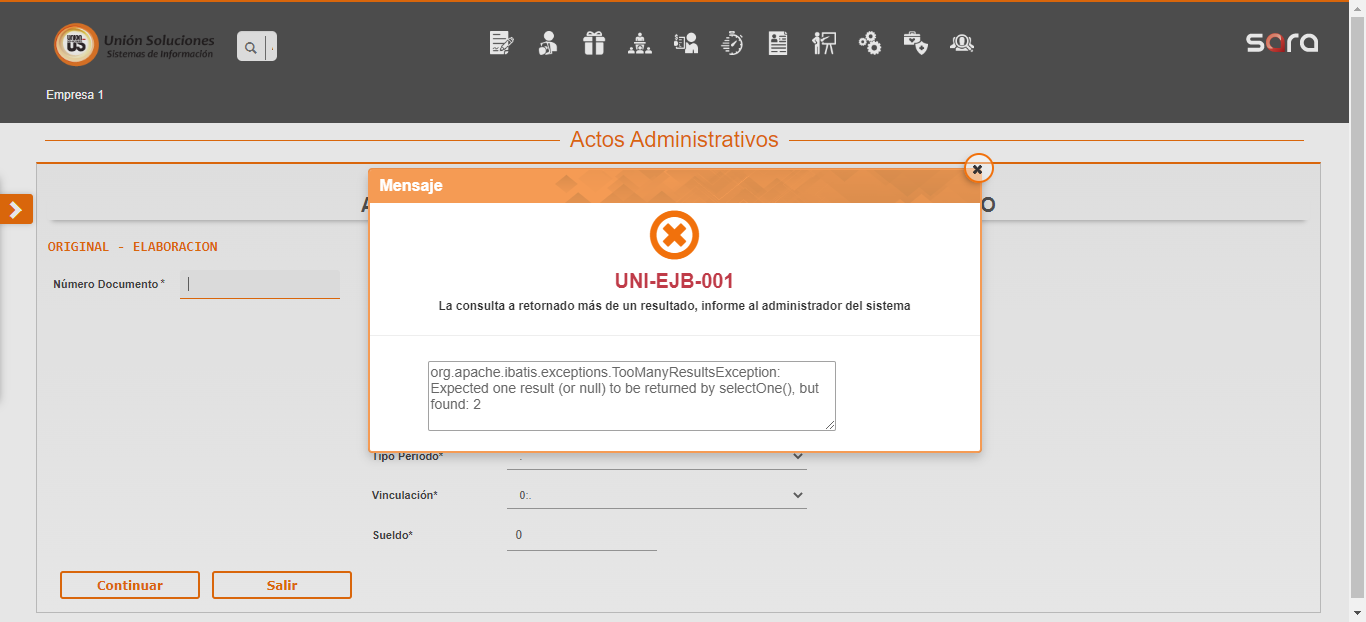 UNION
US
Unión Soluciones
Sistemas de Información
sara
Empresa 1
Actos Administrativos
Mensaje
ORIGINAL - ELABORACION
Número Documento*
UNI-EJB-001
La consulta a retornado más de un resultado, informe al administrador del sistema
org.apache.ibatis.exceptions.TooManyResultsException:
Expected one result (or null) to be returned by selectOne(), but
found: 2
Tipo Periodo*
Vinculación* 0:.
Sueldo* 0
Continuar Salir